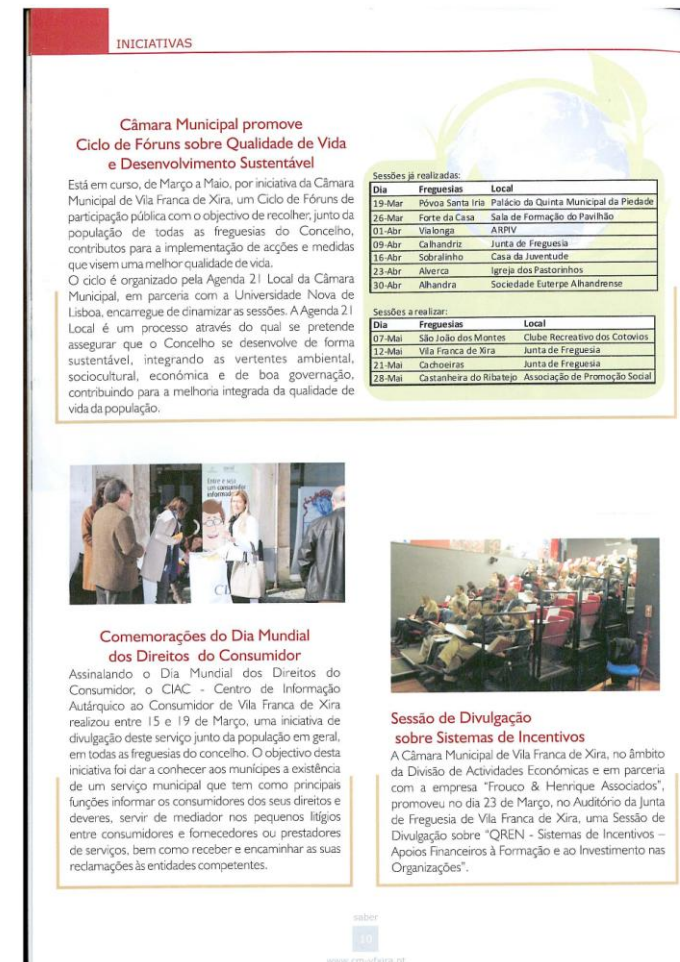 INICIATIVAS
Câmara Municipal promove
Ciclo de Fóruns sobre Qualidade de Vida
e Desenvolvimento Sustentável
Está em curso, de Março a Maio, por iniciativa da Câmara
Municipal de Vila Franca de Xira, um Ciclo de Fóruns de
participação pública com o objectivo de recolher, junto da
população de todas as freguesias do Concelho,
contributos para a implementação de acções e medidas
que visem uma melhor qualidade de vida.
O ciclo é organizado pela Agenda 21 Local da Câmara
Municipal, em parceria com a Universidade Nova de
Lisboa, encarregue de dinamizar as sessões. A Agenda 21
Local é um processo através do qual se pretende
assegurar que o Concelho se desenvolve de forma
sustentável, integrando as vertentes ambiental,
sociocultural, económica e de boa governação,
contribuindo para a melhoria integrada da qualidade de
vida da população.
Sessões já realizadas:
Dia Freguesias Local
19-Mar Póvoa Santa Iria Palácio da Quinta Municipal da Piedade
26-Mar Forte da Casa Sala de Formação do Pavilhão
01-Abr Vialonga ARPIV
09-Abr Calhandriz Junta de Freguesia
16-Abr Sobralinho Casa da Juventude
23-Abr Alverca Igreja dos Pastorinhos
30-Abr Alhandra Sociedade Euterpe Alhandrense
Sessões a realizar:
Dia Freguesias Local
07-Mai São João dos Montes Clube Recreativo dos Cotovios
12-Mai Vila Franca de Xira Junta de Freguesia
21-Mai Cachoeiras Junta de Freguesia
28-Mai Castanheira do Ribatejo Associação de Promoção Social
Entre e seja
um consumidor
informado
Comemorações do Dia Mundial
dos Direitos do Consumidor
Assinalando o Dia Mundial dos Direitos do
Consumidor, o CIAC - Centro de Informação
Autárquico ao Consumidor de Vila Franca de Xira
realizou entre 15 e 19 de Março, uma iniciativa de
divulgação deste serviço junto da população em geral,
em todas as freguesias do concelho. O objectivo desta
iniciativa foi dar a conhecer aos munícipes a existência
de um serviço municipal que tem como principais
funções informar os consumidores dos seus direitos e
deveres, servir de mediador nos pequenos litígios
entre consumidores e fornecedores ou prestadores
de serviços, bem como receber e encaminhar as suas
reclamações às entidades competentes.
Sessão de Divulgação
sobre Sistemas de Incentivos
A Câmara Municipal de Vila Franca de Xira, no âmbito
da Divisão de Actividades Económicas e em parceria
com a empresa “Frouco & Henrique Associados”,
promoveu no dia 23 de Março, no Auditório da Junta
de Freguesia de Vila Franca de Xira, uma Sessão de
Divulgação sobre “QREN - Sistemas de Incentivos –
Apoios Financeiros à Formação e ao Investimento nas
Organizações”.
saber
10
www.cm-vfxira.pt